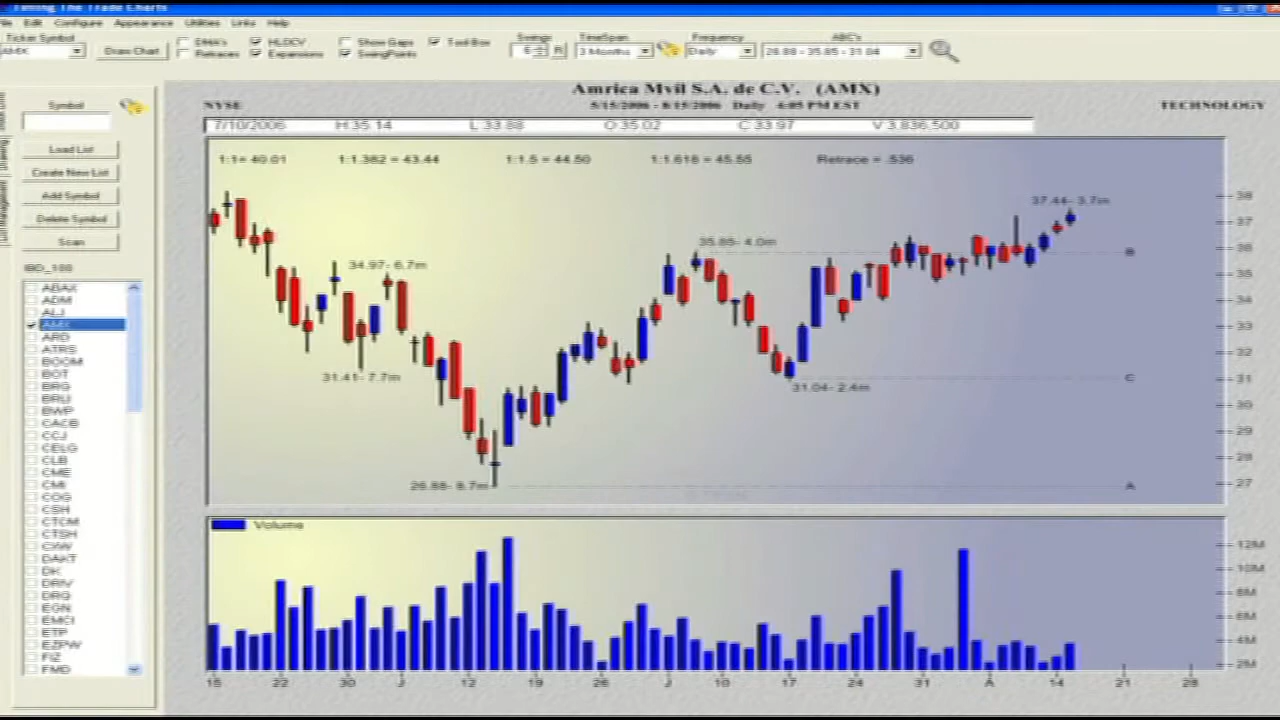 Timing The Trade Charts
File Edit Configure Appearance Utilities Links Help
Ticker Symbol
AMX
Draw Chart
DMA's HLOCV Show Gaps Tool Box
Retraces Expansions SwingPoints
Swings
TimeSpan
3 Months
Frequency
Daily
ABC's
26.88 - 35.85 - 31.04
Symbol
Load List
Create New List
Add Symbol
Delete Symbol
Scan
IBD_100
ABAX
ADM
ALJ
AMX
ARD
ATRS
BOOM
BOT
BRG
BRU
BWP
CACB
CCJ
CELG
CLB
CME
CMI
COG
CSH
CTCM
CTSH
CXW
DAKT
DK
DRIV
DRQ
EGN
EMCI
ETP
EZPW
FIZ
FMD
Amrica Mvil S.A. de C.V. (AMX)
NYSE 5/15/2006 - 8/15/2006 Daily 4:05 PM EST TECHNOLOGY
7/10/2006 H 35.14 L 33.88 O 35.02 C 33.97 V 3,836,500
1:1= 40.01 1:1.382 = 43.44 1:1.5 = 44.50 1:1.618 = 45.55 Retrace = .536
37.44- 3.7m
35.85- 4.0m
34.97- 6.7m
31.41- 7.7m
31.04- 2.4m
26.88- 8.7m
B
C
A
38
37
36
35
34
33
32
31
30
29
28
27
Volume
12M
10M
8M
6M
4M
2M
15 22 30 J 12 19 26 J 10 17 24 31 A 14 21 28